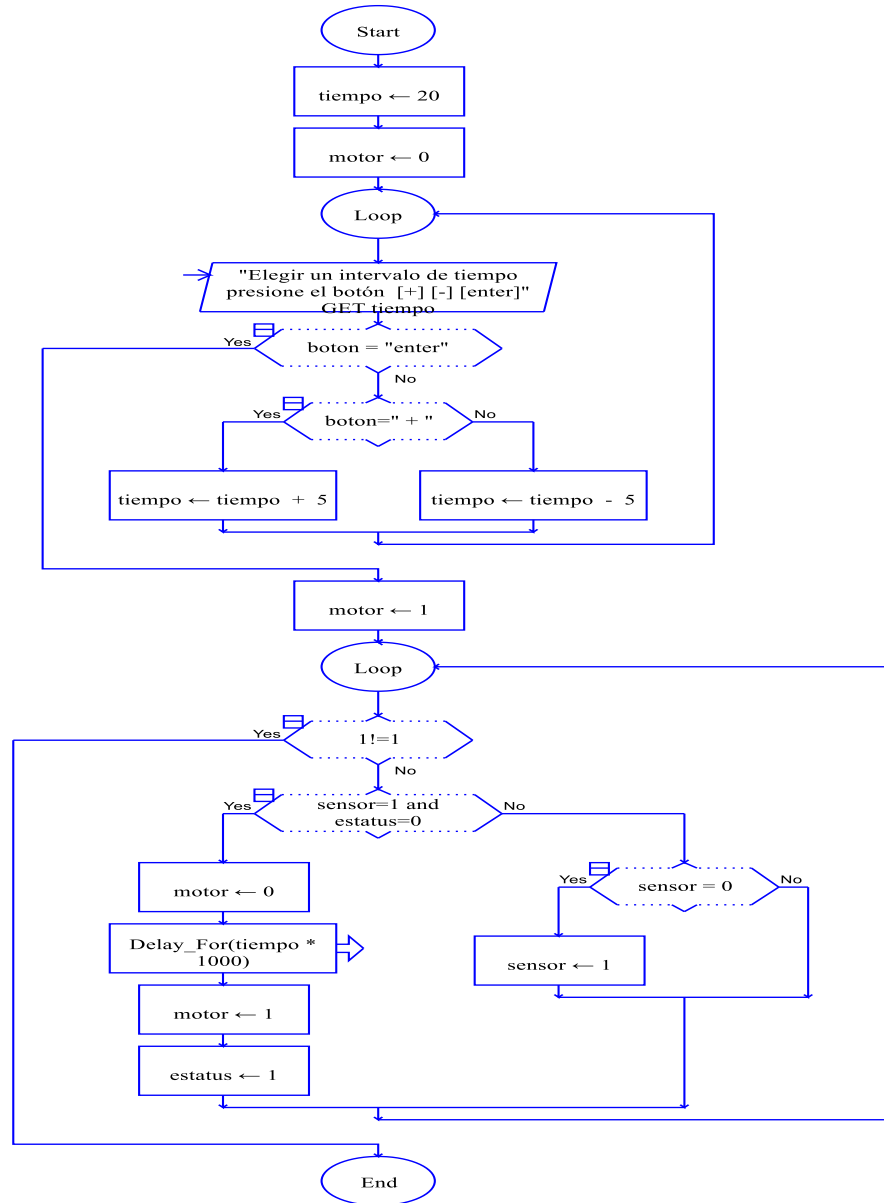 Start
tiempo ← 20
motor ← 0
Loop
"Elegir un intervalo de tiempo
presione el botón [+] [-] [enter]"
GET tiempo
Yes
boton = "enter"
No
Yes
boton=" + "
No
tiempo ← tiempo + 5
tiempo ← tiempo - 5
motor ← 1
Loop
Yes
1!=1
No
Yes
sensor=1 and
estatus=0
No
motor ← 0
Yes
sensor = 0
No
Delay_For(tiempo *
1000)
sensor ← 1
motor ← 1
estatus ← 1
End